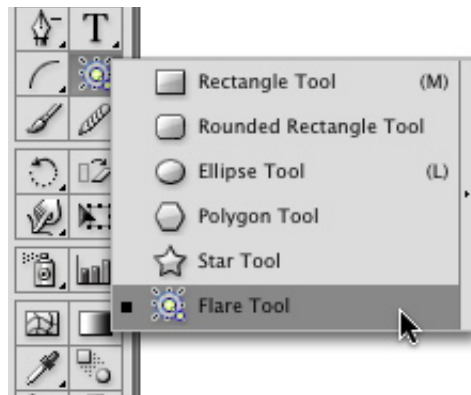 T
Rectangle Tool (M)
Rounded Rectangle Tool
Ellipse Tool (L)
Polygon Tool
Star Tool
Flare Tool